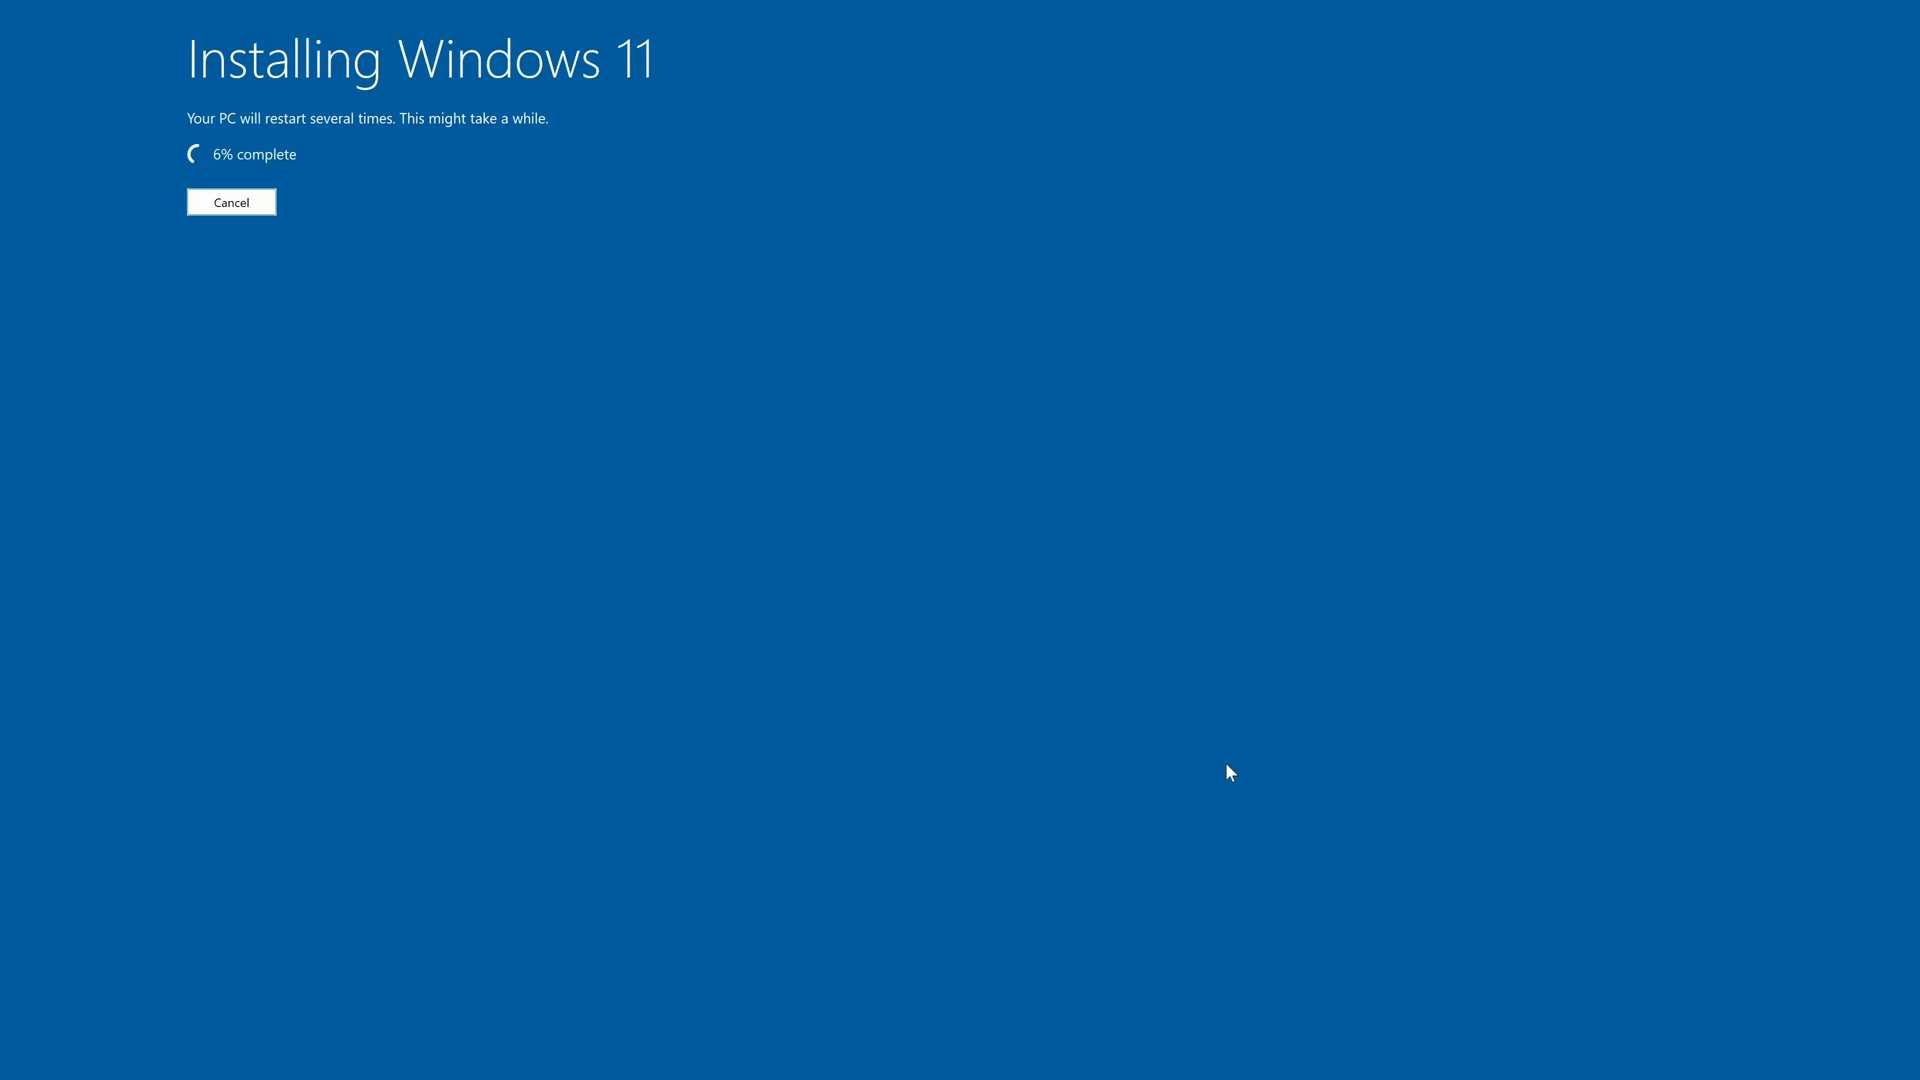 Installing Windows 11
Your PC will restart several times. This might take a while.
6% complete
Cancel